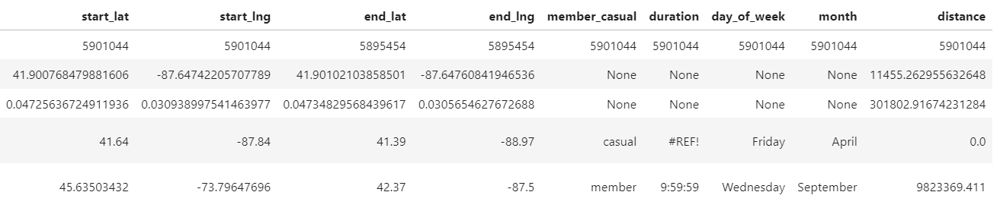 start_lat start_lng end_lat end_lng member_casual duration day_of_week month distance
5901044 5901044 5895454 5895454 5901044 5901044 5901044 5901044 5901044
41.900768479881606 -87.64742205707789 41.90102103858501 -87.64760841946536 None None None None 11455.262955632648
0.04725636724911936 0.030938997541463977 0.04734829568439617 0.0305654627672688 None None None None 301802.91674231284
41.64 -87.84 41.39 -88.97 casual #REF! Friday April 0.0
45.63503432 -73.79647696 42.37 -87.5 member 9:59:59 Wednesday September 9823369.411